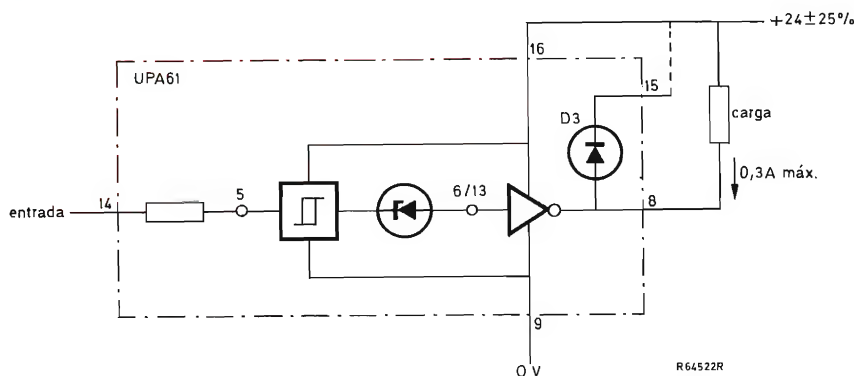 +24±25%
16
UPA61
15
D3
carga
0,3A máx.
6/13
5
14
entrada
8
9
0 V
R64522R